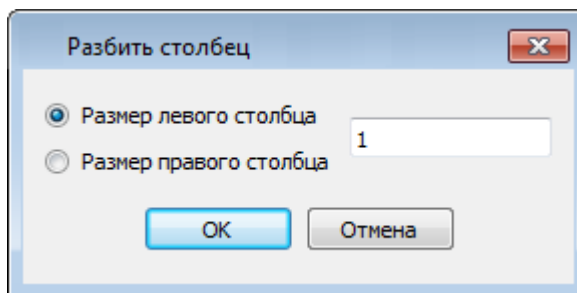 Разбить столбец
Размер левого столбца
1
Размер правого столбца
OK Отмена